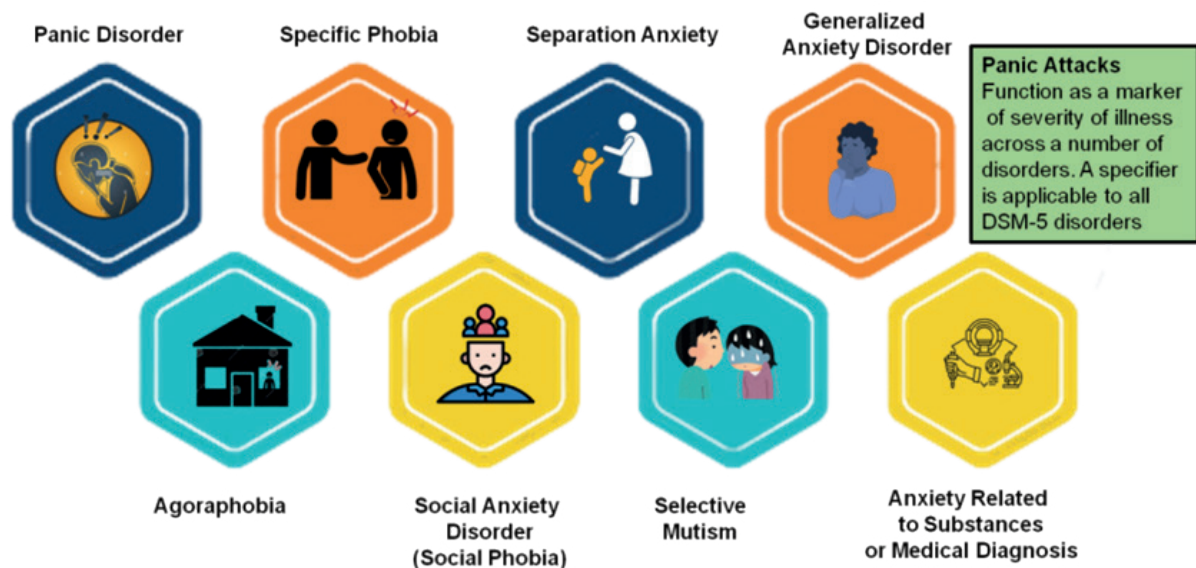 Panic Disorder
Specific Phobia
Separation Anxiety
Generalized
Anxiety Disorder
Panic Attacks
Function as a marker
of severity of illness
across a number of
disorders. A specifier
is applicable to all
DSM-5 disorders
Agoraphobia
Social Anxiety
Disorder
(Social Phobia)
Selective
Mutism
Anxiety Related
to Substances
or Medical Diagnosis